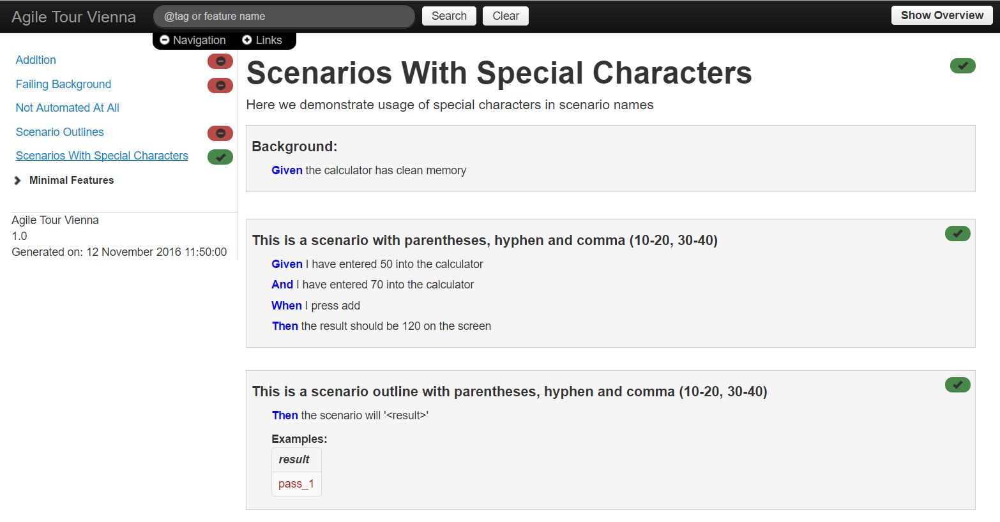 Agile Tour Vienna
@tag or feature name
Search
Clear
Show Overview
Navigation
Links
Addition
Failing Background
Not Automated At All
Scenario Outlines
Scenarios With Special Characters
Minimal Features
Agile Tour Vienna
1.0
Generated on: 12 November 2016 11:50:00
Scenarios With Special Characters
Here we demonstrate usage of special characters in scenario names
Background:
Given the calculator has clean memory
This is a scenario with parentheses, hyphen and comma (10-20, 30-40)
Given I have entered 50 into the calculator
And I have entered 70 into the calculator
When I press add
Then the result should be 120 on the screen
This is a scenario outline with parentheses, hyphen and comma (10-20, 30-40)
Then the scenario will '<result>'
Examples:
result
pass_1